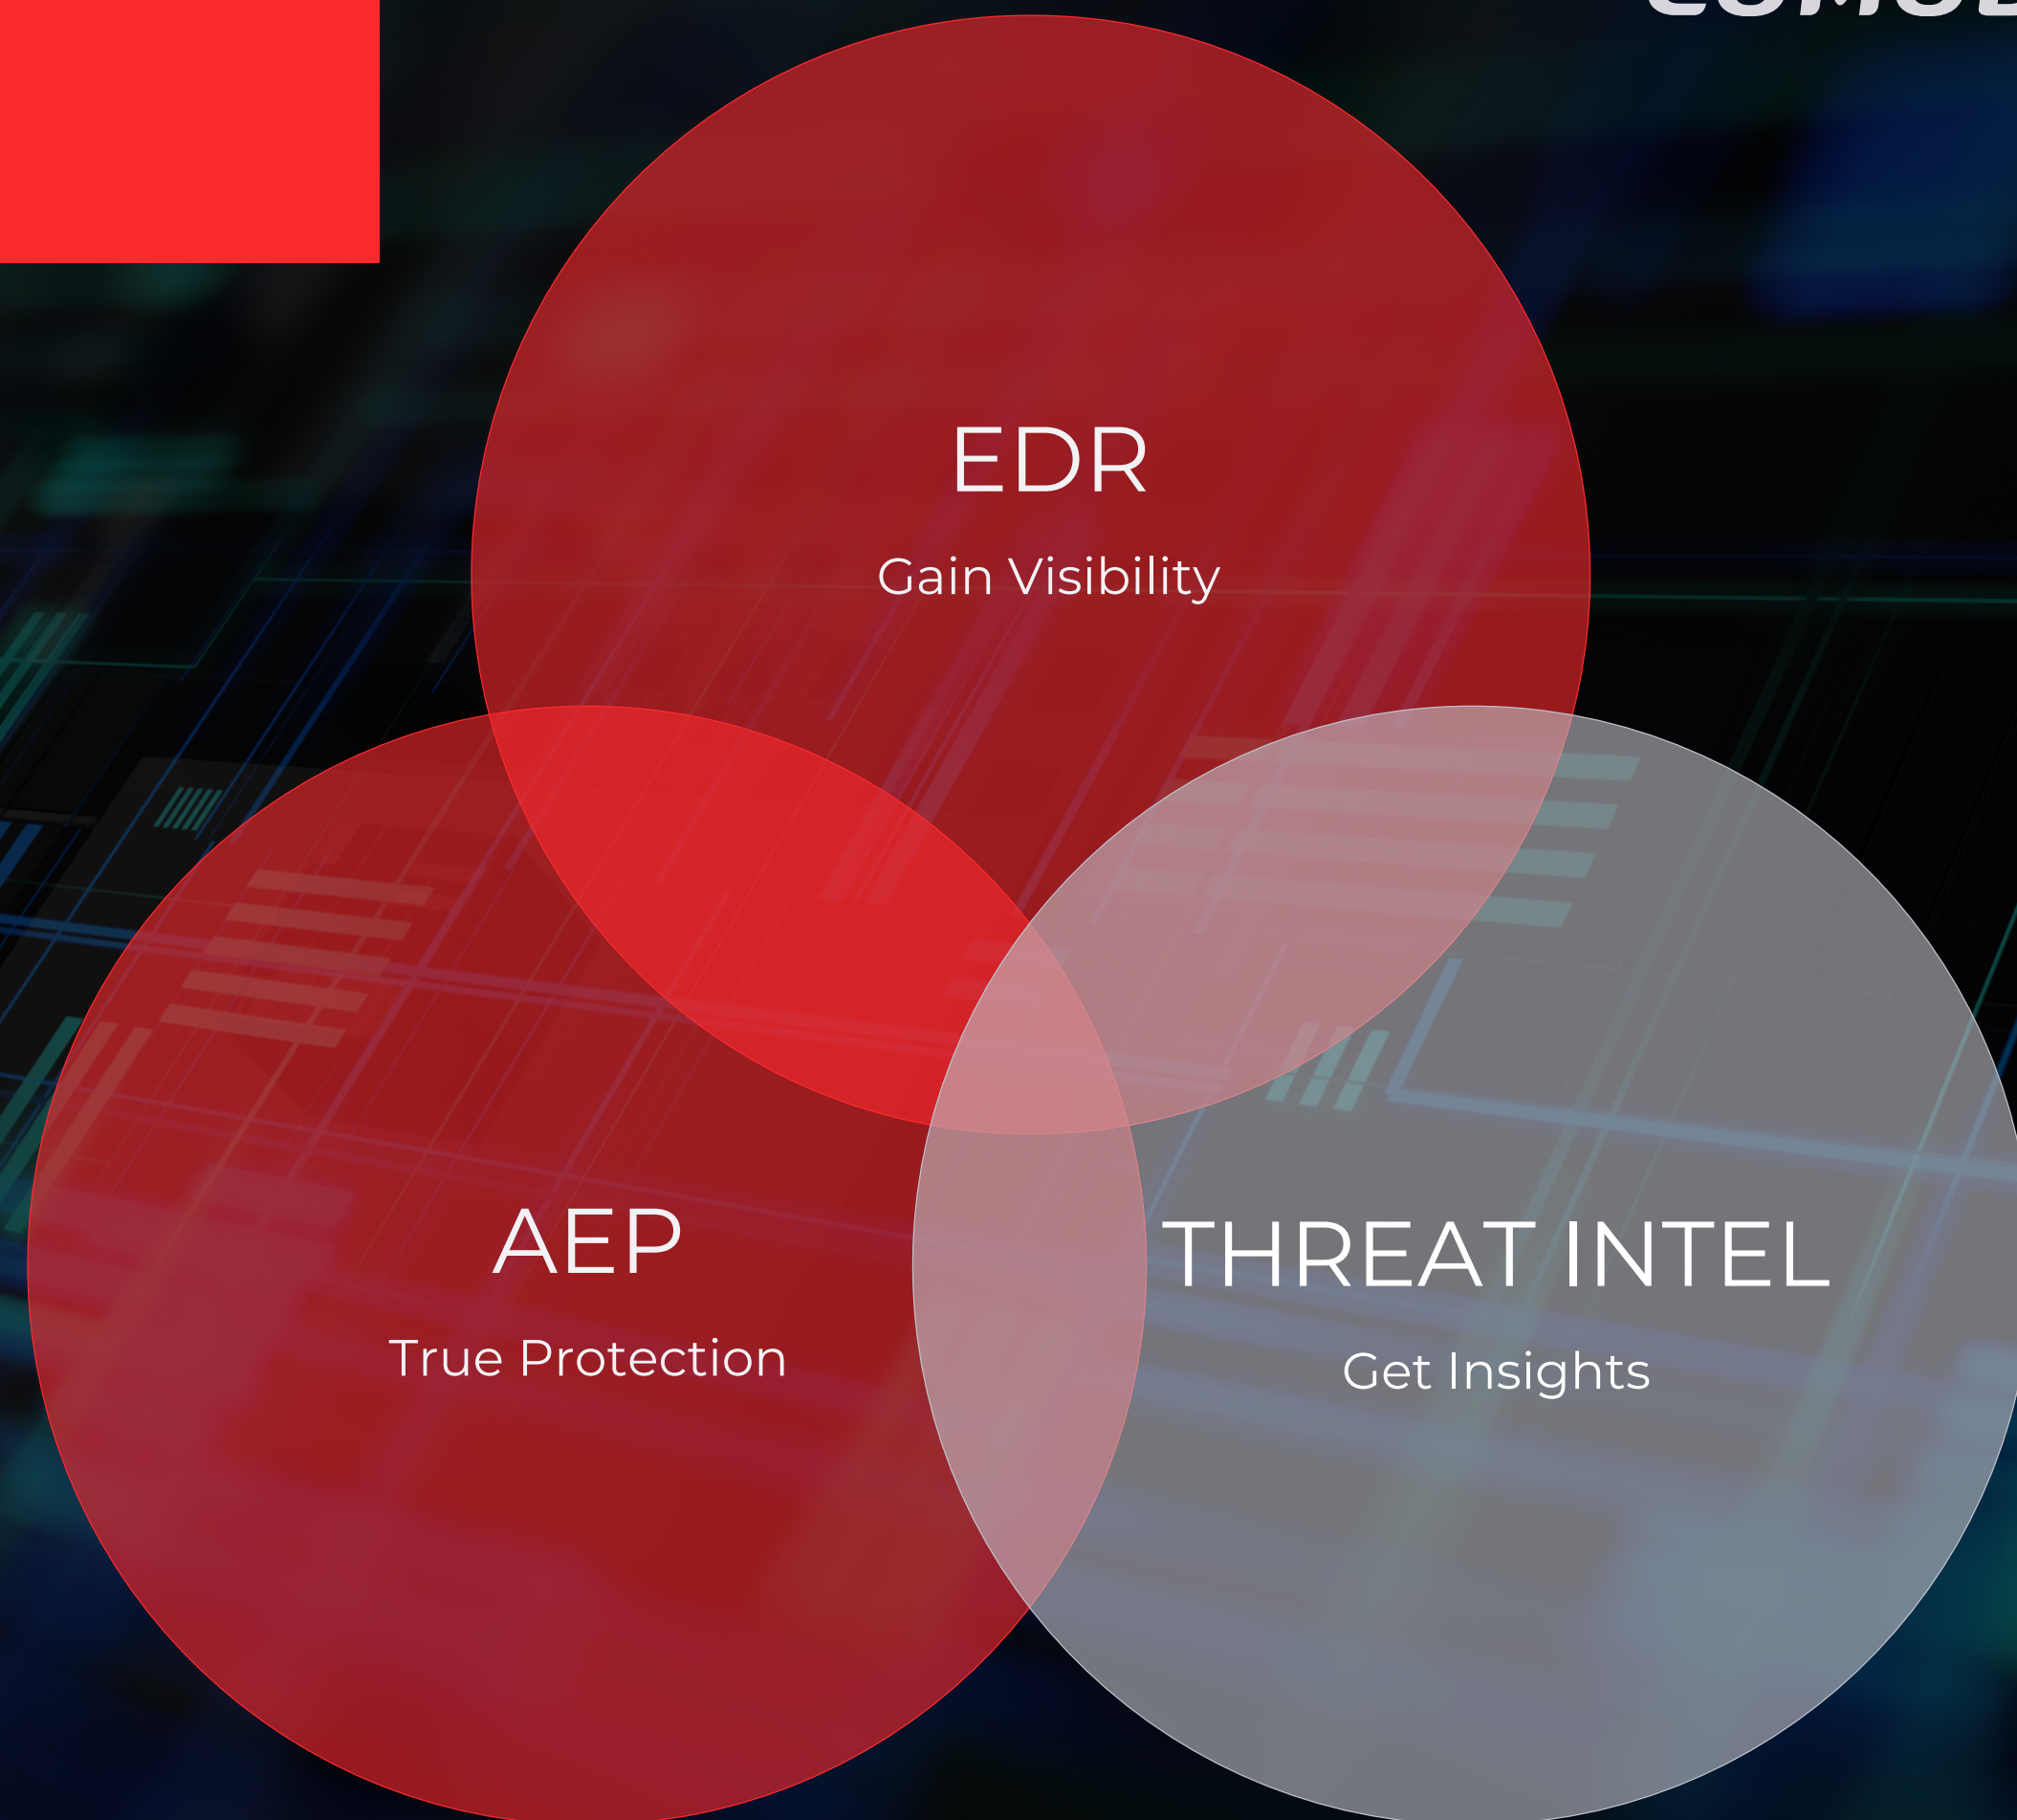 EDR
Gain Visibility
AEP
True Protection
THREAT INTEL
Get Insights